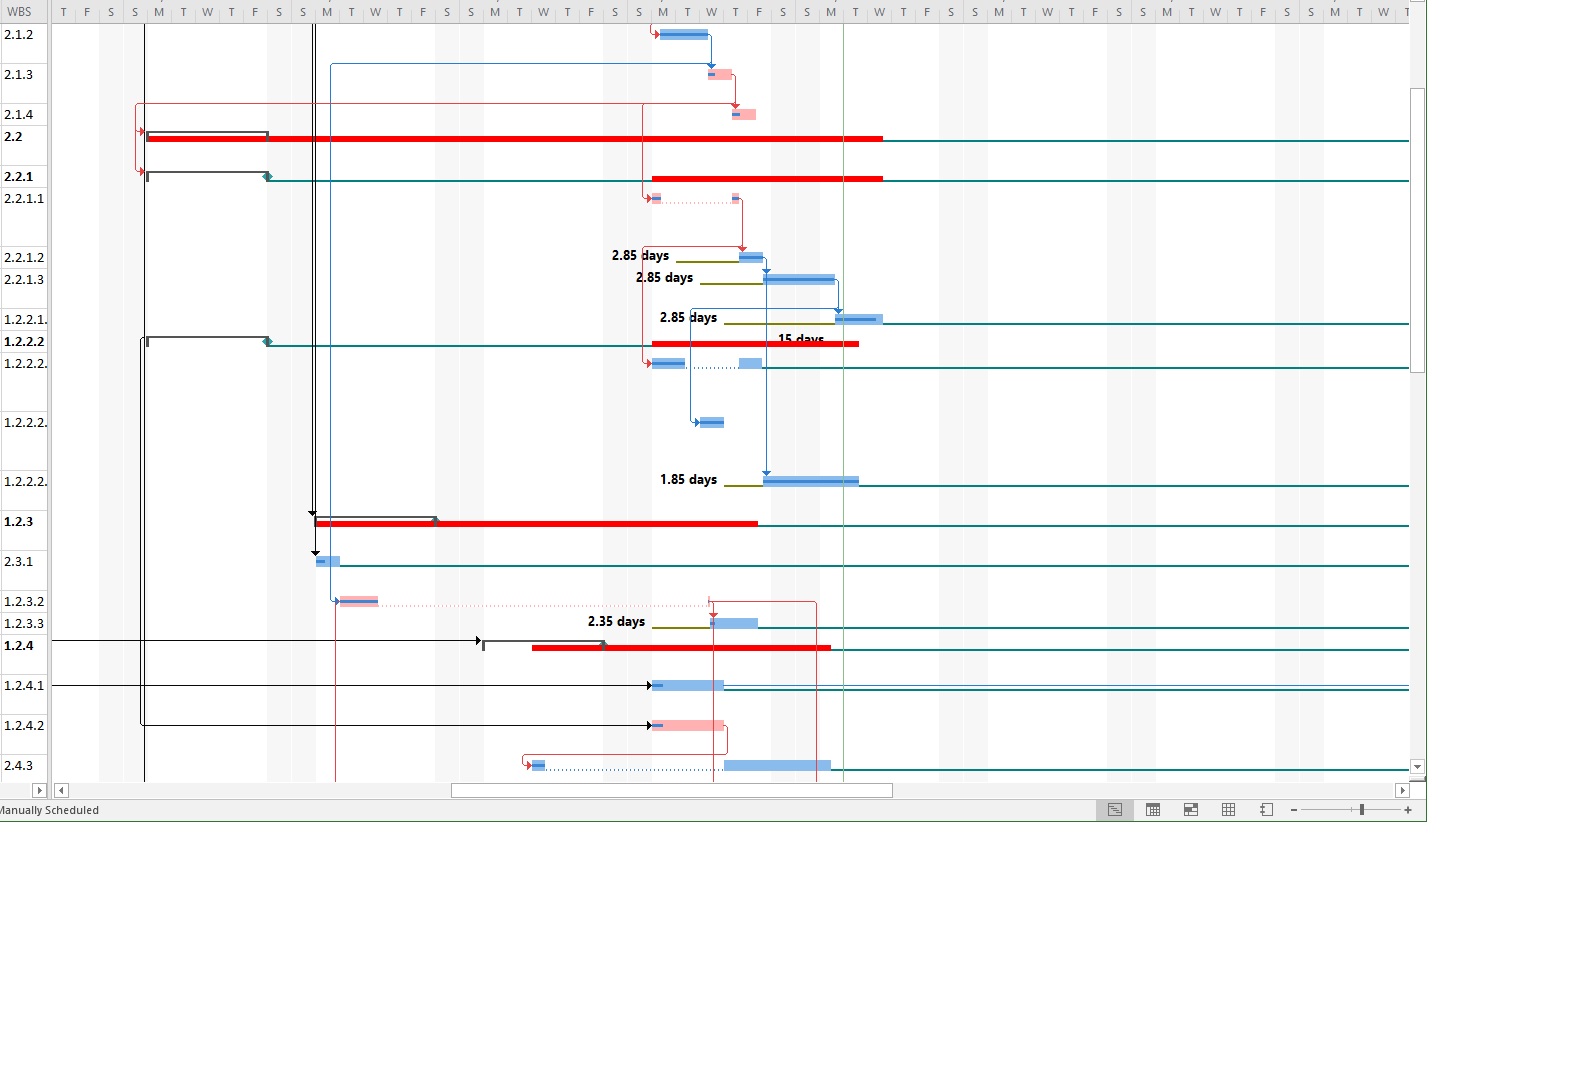 WBS T F S S M T W T F S S M T W T F S S M T W T F S S M T W T F S S M T W T F S S M T W T F S S M T W T F S S M T W
2.1.2
2.1.3
2.1.4
2.2
2.2.1
2.2.1.1
2.2.1.2 2.85 days
2.2.1.3 2.85 days
1.2.2.1. 2.85 days
1.2.2.2 15 days
1.2.2.2.
1.2.2.2.
1.2.2.2. 1.85 days
1.2.3
2.3.1
1.2.3.2
1.2.3.3 2.35 days
1.2.4
1.2.4.1
1.2.4.2
2.4.3
Manually Scheduled